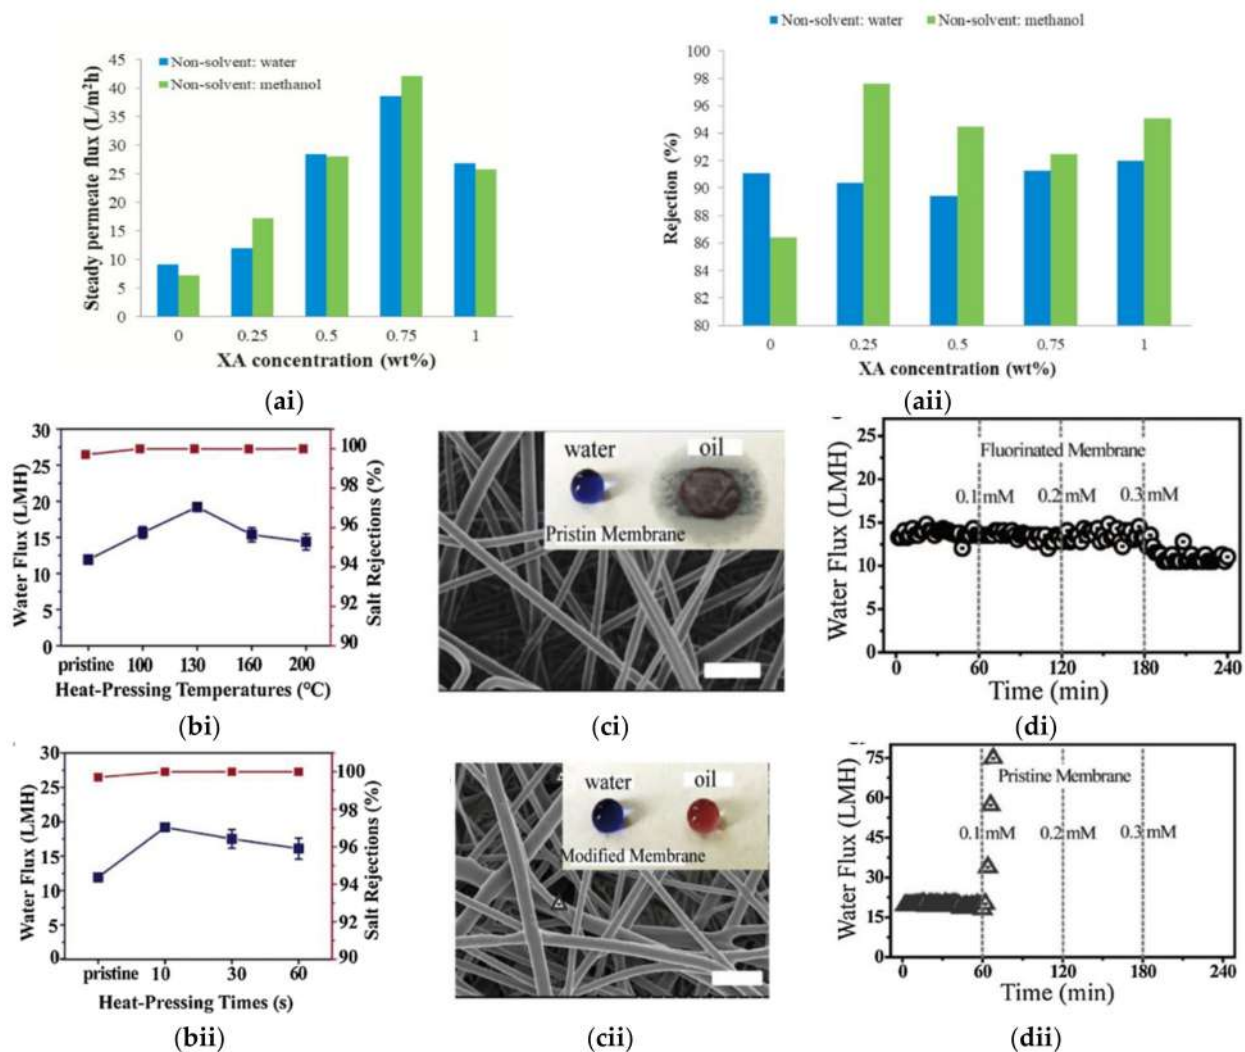 Non-solvent: water
Non-solvent: methanol
Steady permeate flux (L/m²h)
45
40
35
30
25
20
15
10
5
0
0 0.25 0.5 0.75 1
XA concentration (wt%)
(ai)
Non-solvent: water Non-solvent: methanol
Rejection (%)
100
98
96
94
92
90
88
86
84
82
80
0 0.25 0.5 0.75 1
XA concentration (wt%)
(aii)
Water Flux (LMH)
30
25
20
15
10
5
0
100
98
96
94
92
90
Salt Rejections (%)
pristine 100 130 160 200
Heat-Pressing Temperatures (°C)
(bi)
water oil
Pristin Membrane
(ci)
Water Flux (LMH)
25
20
15
10
5
0
Fluorinated Membrane
0.1 mM 0.2 mM 0.3 mM
0 60 120 180 240
Time (min)
(di)
Water Flux (LMH)
30
25
20
15
10
5
0
100
98
96
94
92
90
Salt Rejections (%)
pristine 10 30 60
Heat-Pressing Times (s)
(bii)
water oil
Modified Membrane
(cii)
Water Flux (LMH)
75
60
45
30
15
0
Pristine Membrane
0.1 mM 0.2 mM 0.3 mM
0 60 120 180 240
Time (min)
(dii)